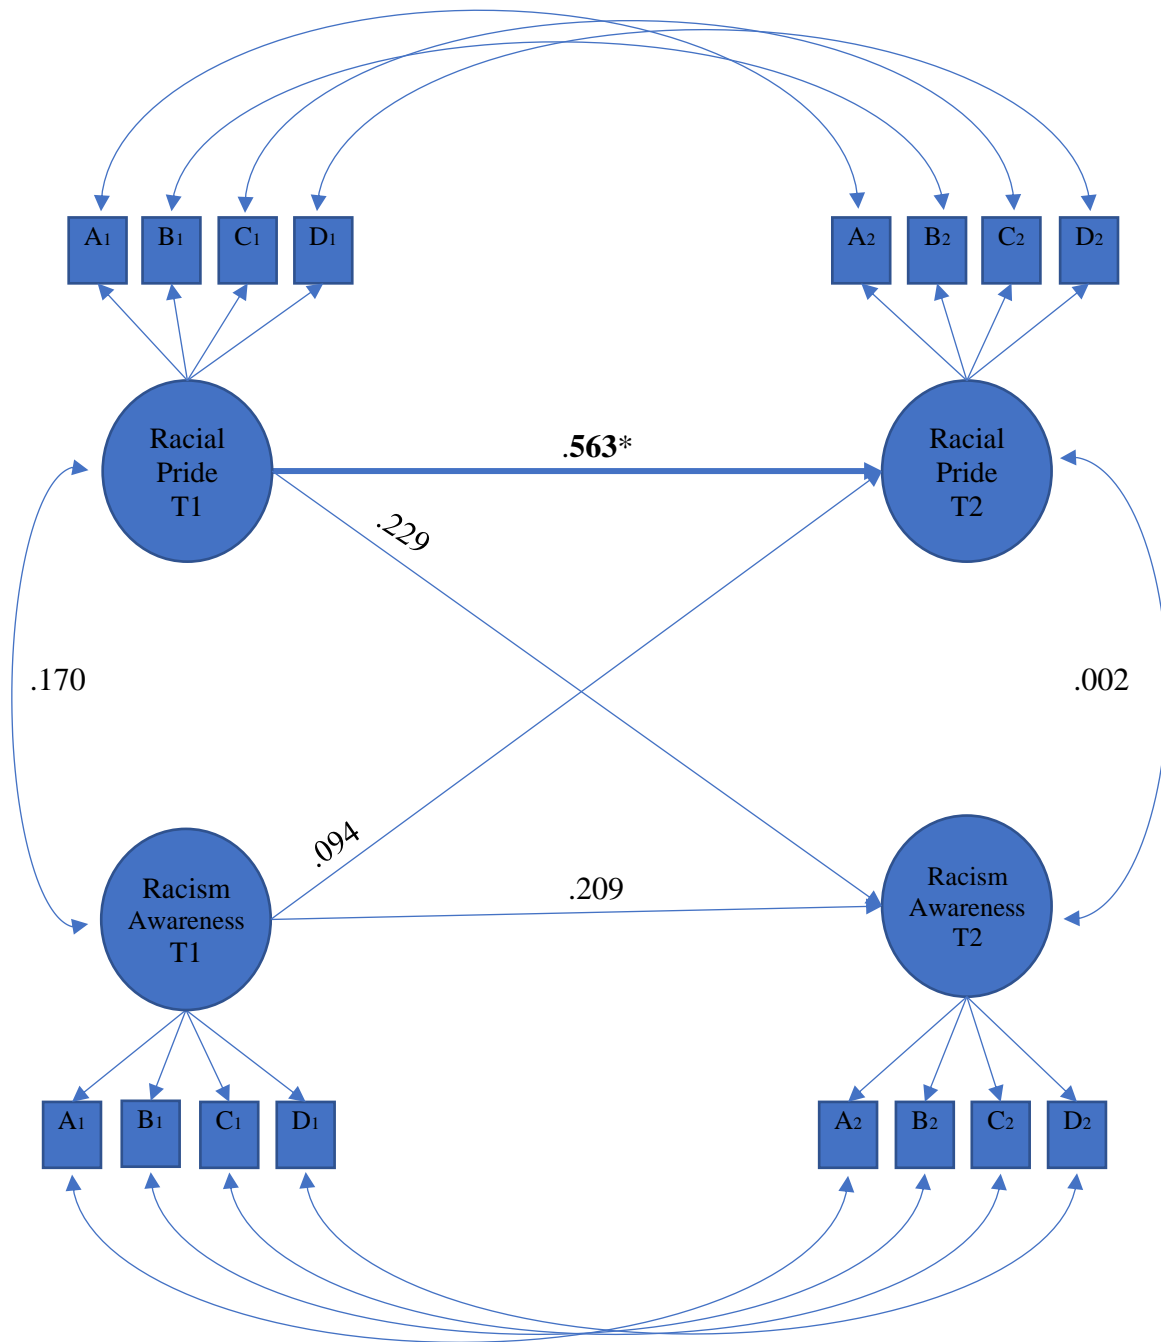 A1 B1 C1 D1 A2 B2 C2 D2
Racial
Pride
T1
.563*
Racial
Pride
T2
.229
.170
.002
.094
Racism
Awareness
T1
.209
Racism
Awareness
T2
A1 B1 C1 D1 A2 B2 C2 D2